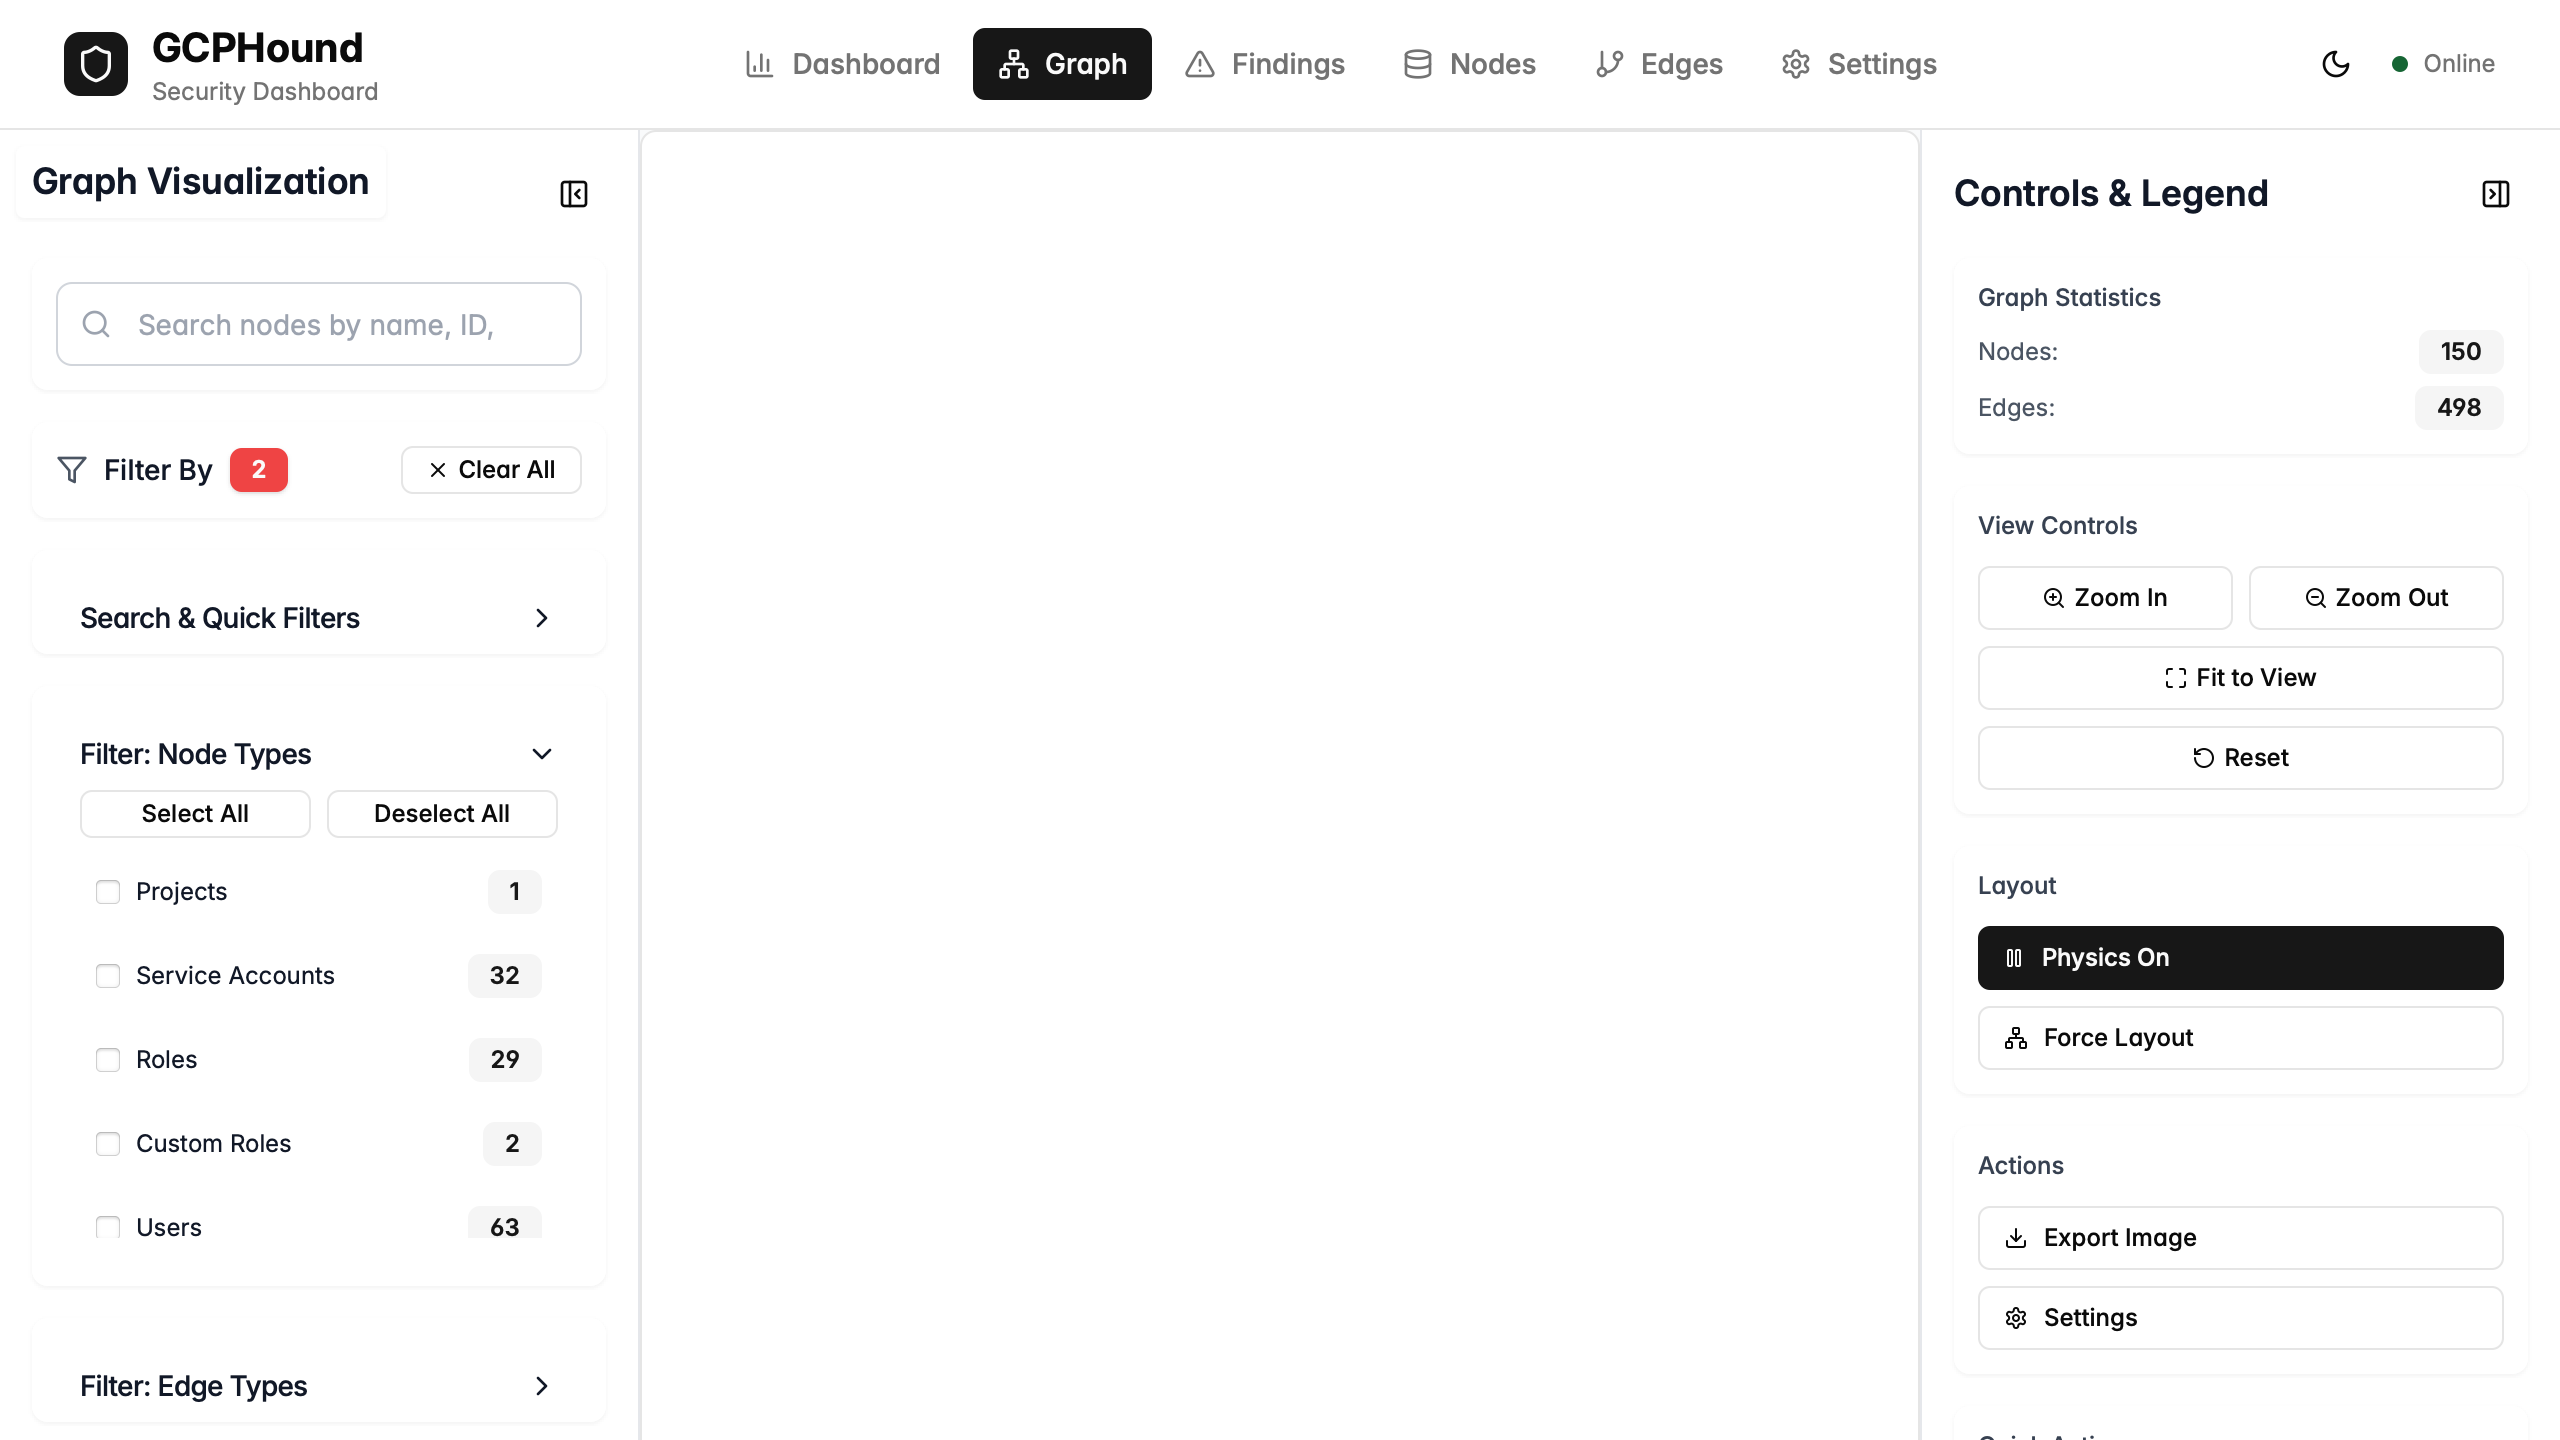 GCPHound
Security Dashboard
Dashboard
Graph
Findings
Nodes
Edges
Settings
Online
Graph Visualization
Search nodes by name, ID,
Filter By 2
Clear All
Search & Quick Filters
Filter: Node Types
Select All
Deselect All
Projects 1
Service Accounts 32
Roles 29
Custom Roles 2
Users 63
Filter: Edge Types
Controls & Legend
Graph Statistics
Nodes: 150
Edges: 498
View Controls
Zoom In
Zoom Out
Fit to View
Reset
Layout
Physics On
Force Layout
Actions
Export Image
Settings